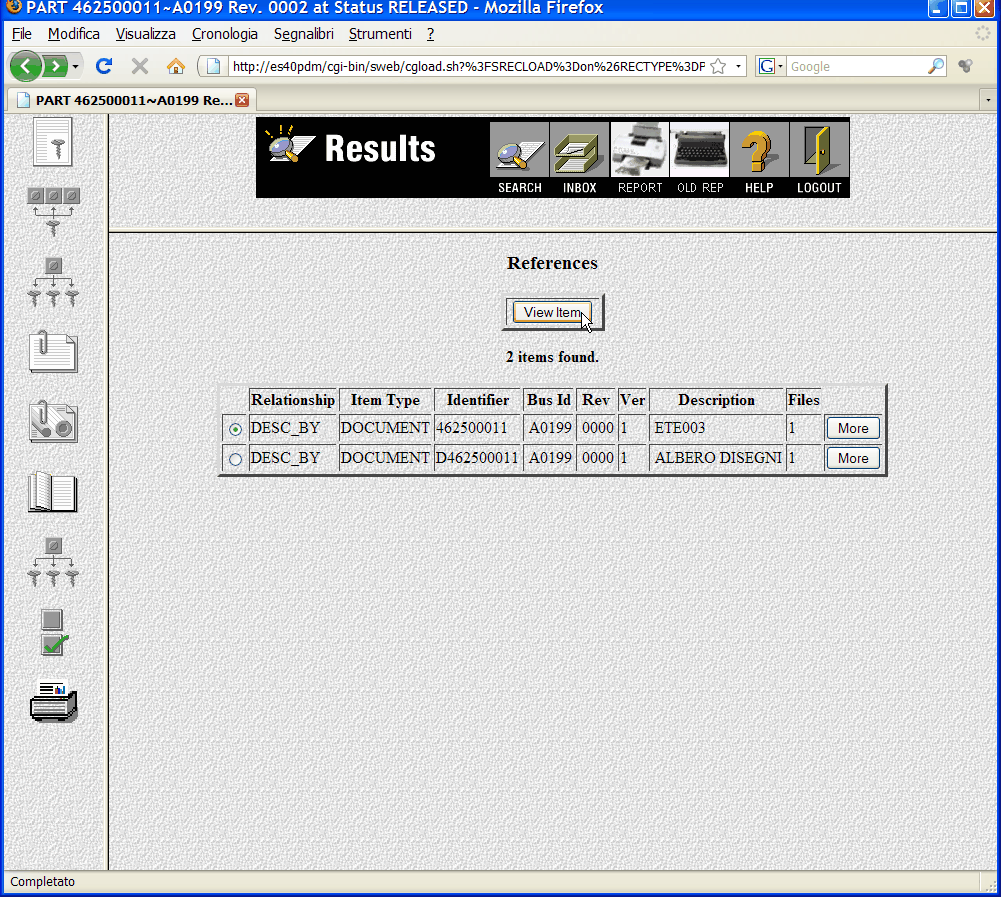 PART 462500011~A0199 Rev. 0002 at Status RELEASED - Mozilla Firefox
File Modifica Visualizza Cronologia Segnalibri Strumenti ?
http://es40pdm/cgi-bin/sweb/cgload.sh?%3FSRECLOAD%3Don%26RECTYPE%3DF
G Google
PART 462500011~A0199 Re...
Results
SEARCH INBOX REPORT OLD REP HELP LOGOUT
References
View Item
2 items found.
Relationship Item Type Identifier Bus Id Rev Ver Description Files
DESC_BY DOCUMENT 462500011 A0199 0000 1 ETE003 1 More
DESC_BY DOCUMENT D462500011 A0199 0000 1 ALBERO DISEGNI 1 More
Completato